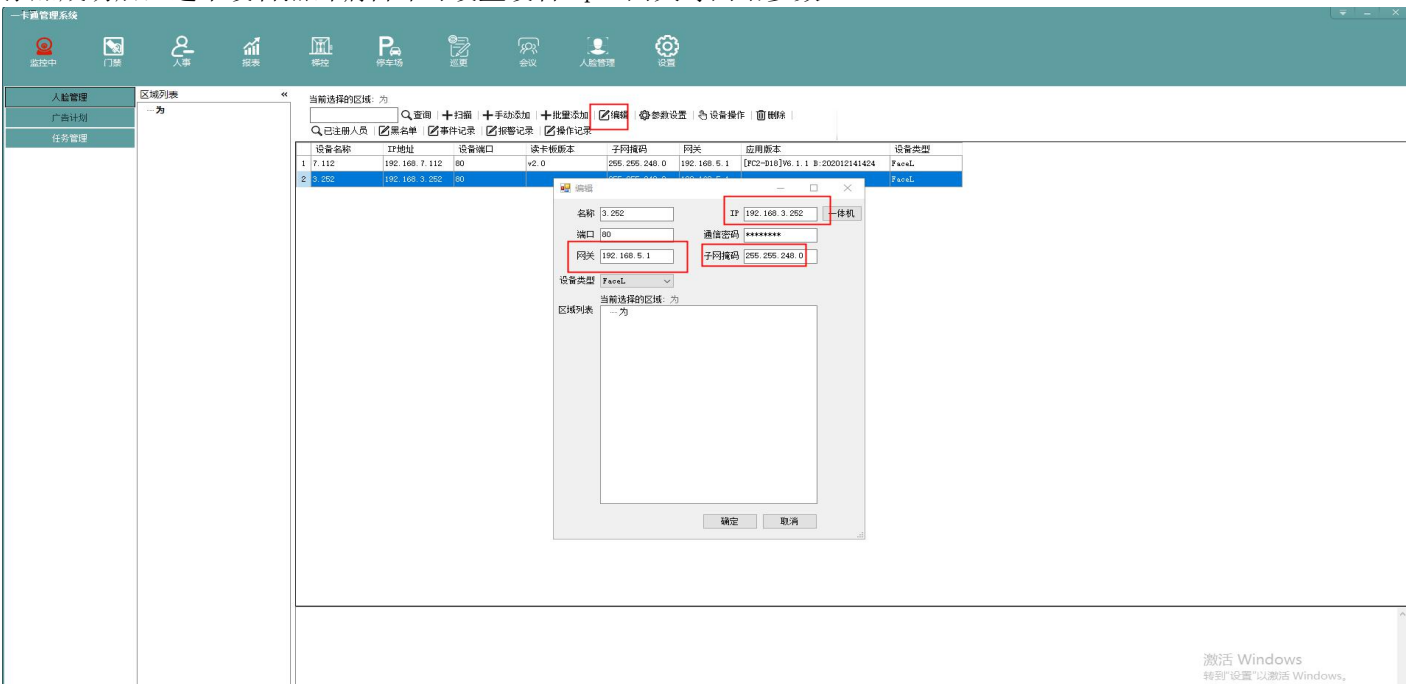 一卡通管理系统
监控中 门禁 人事 报表 梯控 停车场 巡更 会议 人脸管理 设置
人脸管理
广告计划
任务管理
区域列表 «
为
当前选择的区域: 为
查询 扫描 手动添加 批量添加 编辑 参数设置 设备操作 删除
已注册人员 黑名单 事件记录 报警记录 操作记录
设备名称 IP地址 设备端口 读卡板版本 子网掩码 网关 应用版本 设备类型
1 7.112 192.168.7.112 80 v2.0 255.255.248.0 192.168.5.1 [FC2-D18]V6.1.1 B:202012141424 FaceL
2 3.252 192.168.3.252 80 FaceL
编辑
名称 3.252 IP 192.168.3.252 一体机
端口 80 通信密码 ********
网关 192.168.5.1 子网掩码 255.255.248.0
设备类型 FaceL
当前选择的区域: 为
区域列表 为
确定 取消
激活 Windows
转到"设置"以激活 Windows。